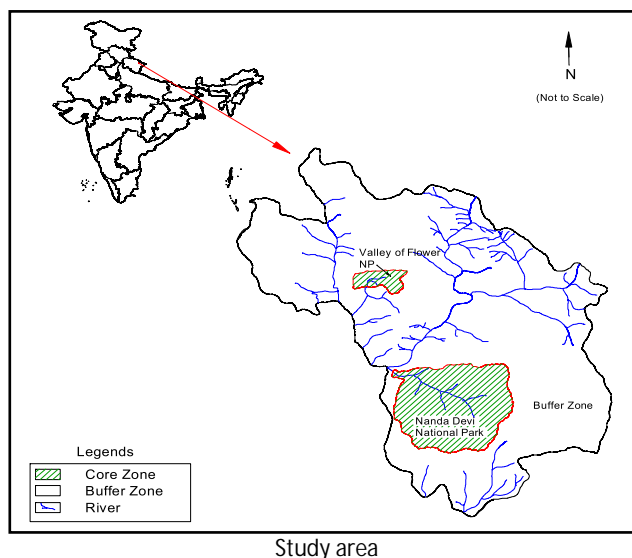 N
(Not to Scale)
Valley of Flower
NP
Buffer Zone
Nanda Devi
National Park
Legends
Core Zone
Buffer Zone
River
Study area